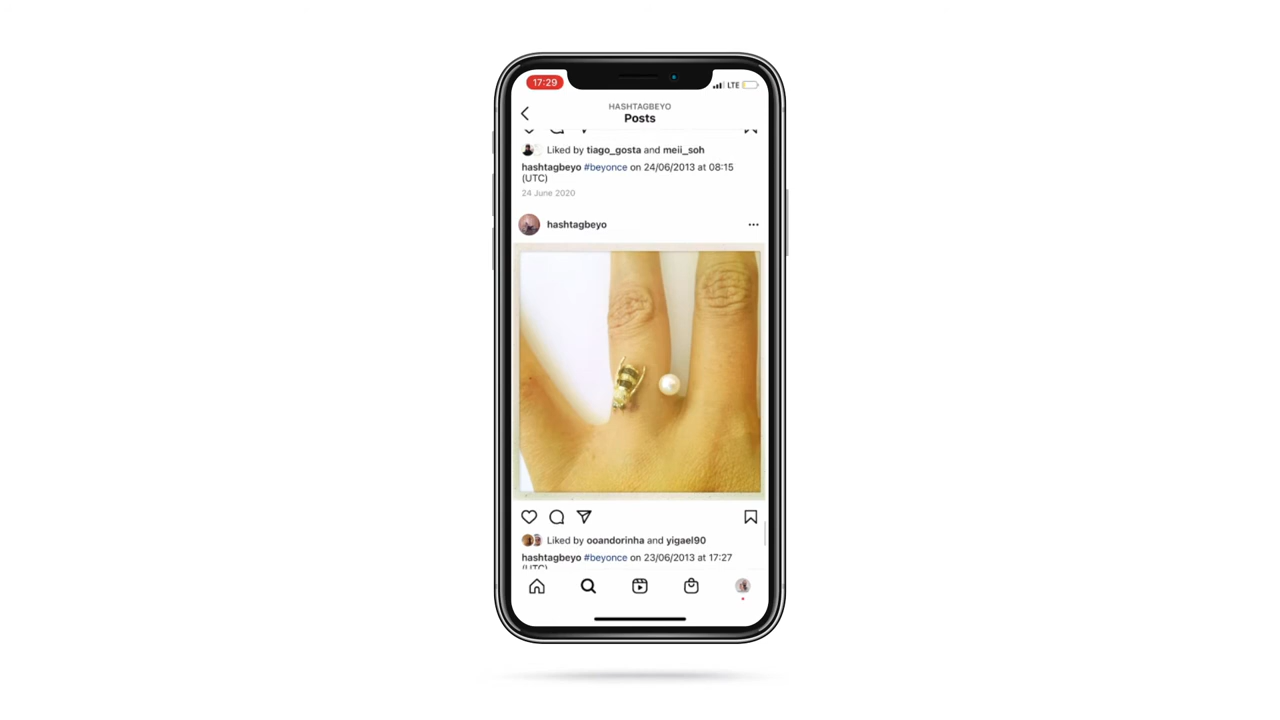 17:29
LTE
HASHTAGBEYO
Posts
Liked by tiago_gosta and meii_soh
hashtagbeyo #beyonce on 24/06/2013 at 08:15
(UTC)
24 June 2020
hashtagbeyo
Liked by ooandorinha and yigael90
hashtagbeyo #beyonce on 23/06/2013 at 17:27
(UTC)